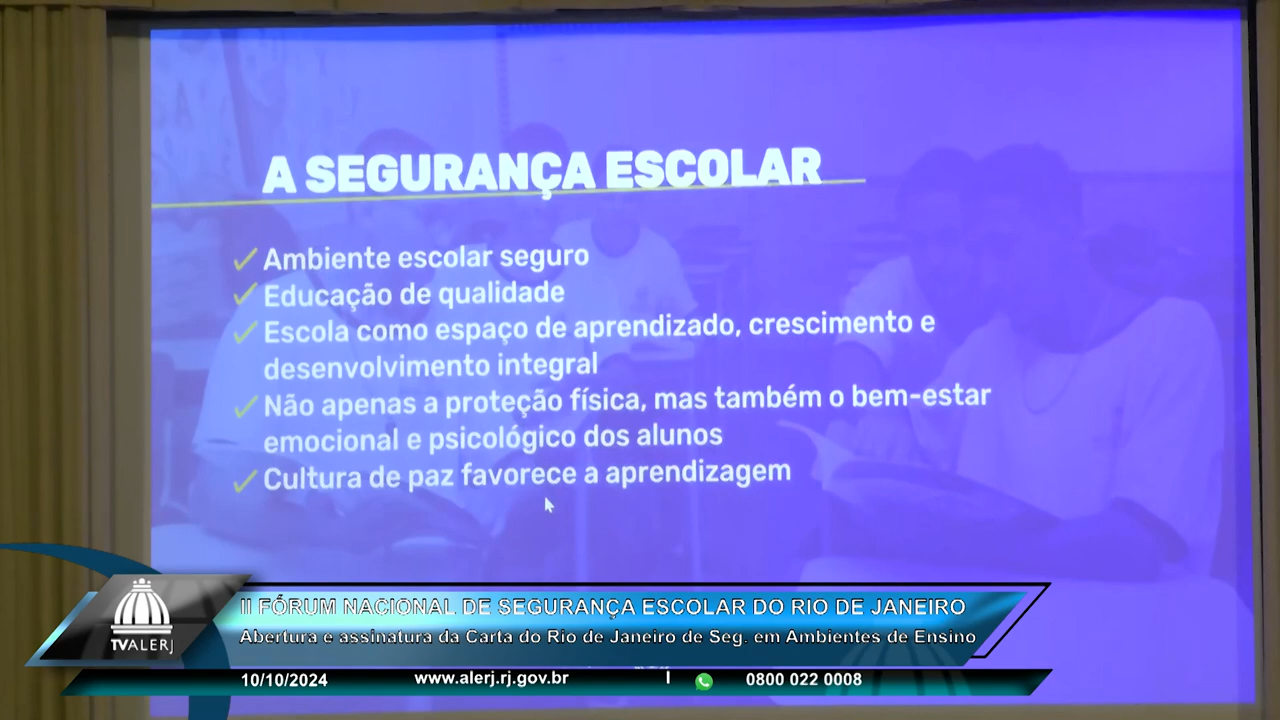 A SEGURANÇA ESCOLAR
Ambiente escolar seguro
Educação de qualidade
Escola como espaço de aprendizado, crescimento e
desenvolvimento integral
Não apenas a proteção física, mas também o bem-estar
emocional e psicológico dos alunos
Cultura de paz favorece a aprendizagem
II FÓRUM NACIONAL DE SEGURANÇA ESCOLAR DO RIO DE JANEIRO
Abertura e assinatura da Carta do Rio de Janeiro de Seg. em Ambientes de Ensino
TVALERJ
10/10/2024 www.alerj.rj.gov.br | 0800 022 0008